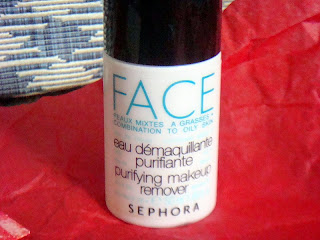 FACE
PEAUX MIXTES À GRASSES
COMBINATION TO OILY SKIN
eau démaquillante
purifiante
purifying makeup
remover
SEPHORA